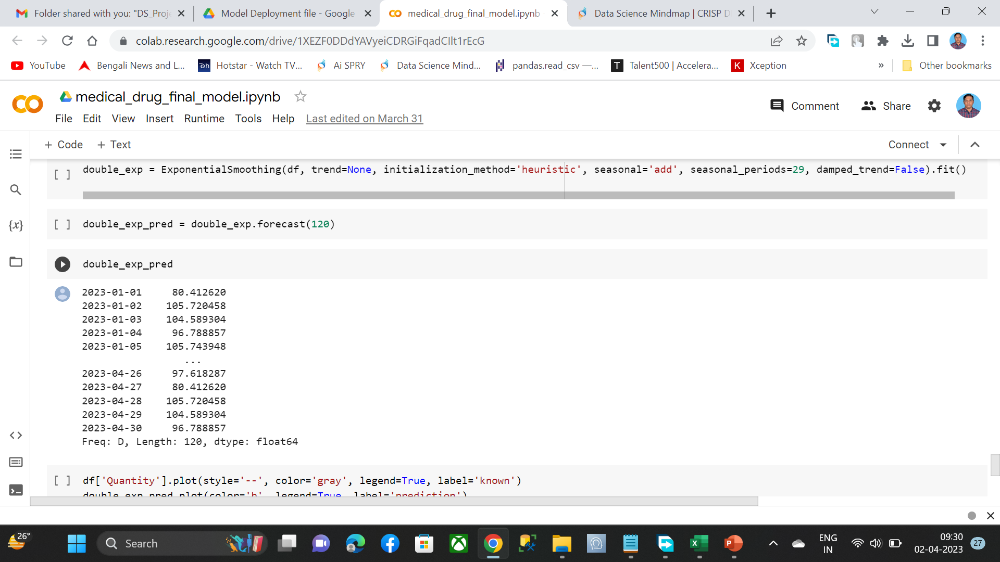 Folder shared with you: "DS_Proje
Model Deployment file - Google
medical_drug_final_model.ipynb
Data Science Mindmap | CRISP D
colab.research.google.com/drive/1XEZF0DDdYAVyeiCDRGiFqadCIlt1rEcG
YouTube
Bengali News and L...
Hotstar - Watch TV...
Ai SPRY
Data Science Mind...
pandas.read_csv —...
Talent500 | Accelera...
Xception
»
Other bookmarks
medical_drug_final_model.ipynb
Comment
Share
File Edit View Insert Runtime Tools Help Last edited on March 31
+ Code + Text
Connect
[ ] double_exp = ExponentialSmoothing(df, trend=None, initialization_method='heuristic', seasonal='add', seasonal_periods=29, damped_trend=False).fit()
{x}
[ ] double_exp_pred = double_exp.forecast(120)
double_exp_pred
2023-01-01 80.412620
2023-01-02 105.720458
2023-01-03 104.589304
2023-01-04 96.788857
2023-01-05 105.743948
...
2023-04-26 97.618287
2023-04-27 80.412620
2023-04-28 105.720458
2023-04-29 104.589304
2023-04-30 96.788857
Freq: D, Length: 120, dtype: float64
[ ] df['Quantity'].plot(style='--', color='gray', legend=True, label='known')
double_exp_pred.plot(color='b', legend=True, label='prediction')
26°
Search
ENG
IN
09:30
02-04-2023
27